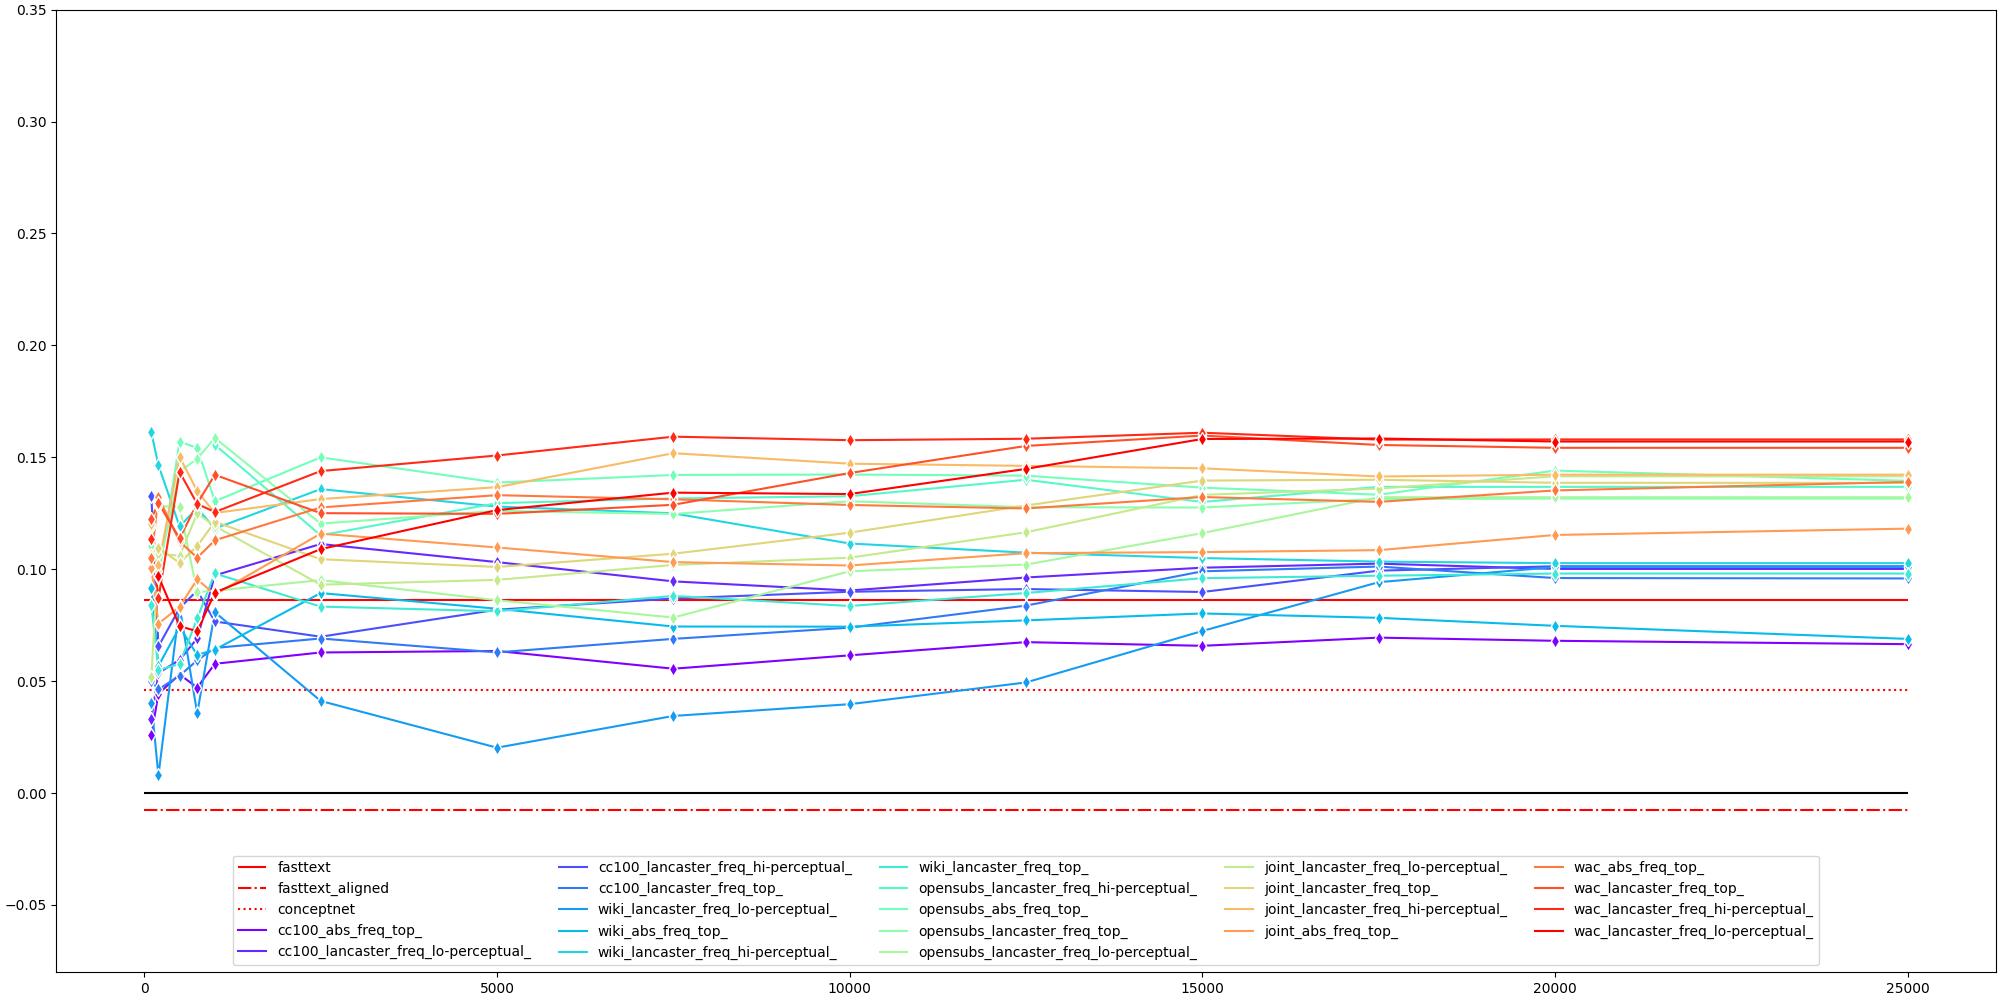 0.35
0.30
0.25
0.20
0.15
0.10
0.05
0.00
−0.05
0 5000 10000 15000 20000 25000
fasttext
fasttext_aligned
conceptnet
cc100_abs_freq_top_
cc100_lancaster_freq_lo-perceptual_
cc100_lancaster_freq_hi-perceptual_
cc100_lancaster_freq_top_
wiki_lancaster_freq_lo-perceptual_
wiki_abs_freq_top_
wiki_lancaster_freq_hi-perceptual_
wiki_lancaster_freq_top_
opensubs_lancaster_freq_hi-perceptual_
opensubs_abs_freq_top_
opensubs_lancaster_freq_top_
opensubs_lancaster_freq_lo-perceptual_
joint_lancaster_freq_lo-perceptual_
joint_lancaster_freq_top_
joint_lancaster_freq_hi-perceptual_
joint_abs_freq_top_
wac_abs_freq_top_
wac_lancaster_freq_top_
wac_lancaster_freq_hi-perceptual_
wac_lancaster_freq_lo-perceptual_